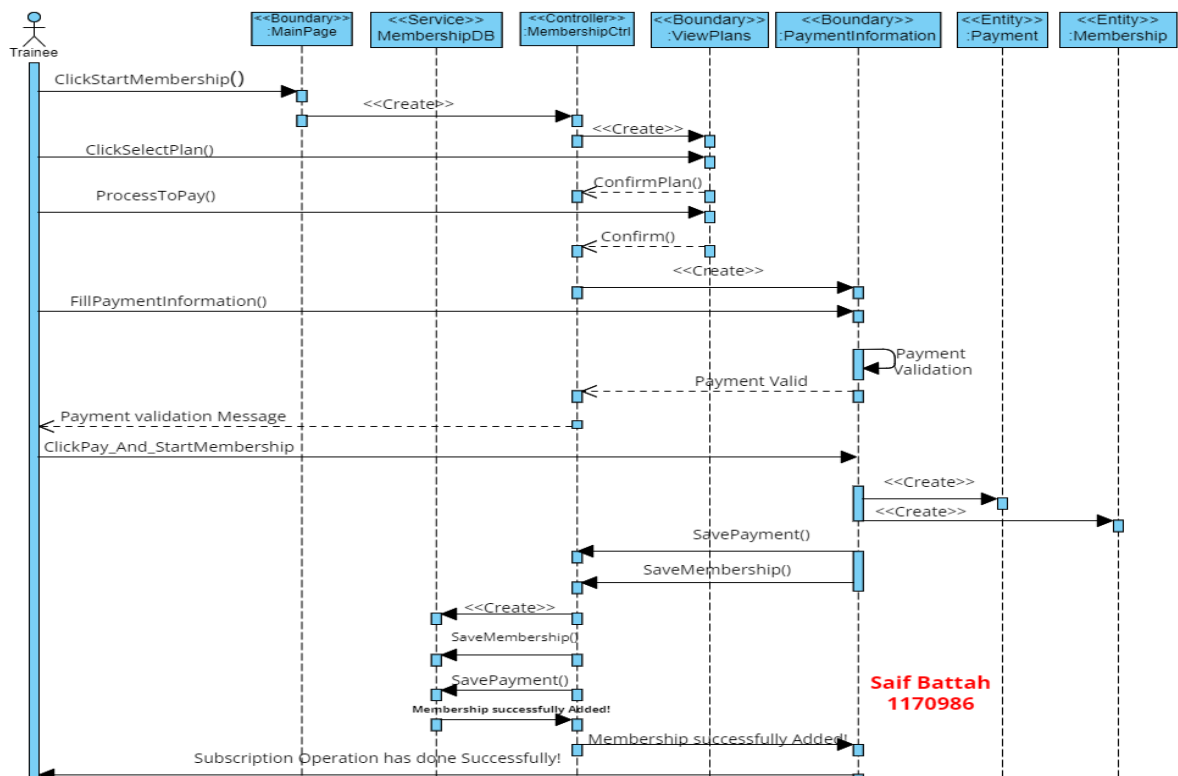 <<Boundary>>
:MainPage
<<Service>>
MembershipDB
<<Controller>>
:MembershipCtrl
<<Boundary>>
:ViewPlans
<<Boundary>>
:PaymentInformation
<<Entity>>
:Payment
<<Entity>>
:Membership
Trainee
ClickStartMembership()
<<Create>>
<<Create>>
ClickSelectPlan()
ConfirmPlan()
ProcessToPay()
Confirm()
<<Create>>
FillPaymentInformation()
Payment
Validation
Payment Valid
Payment validation Message
ClickPay_And_StartMembership
<<Create>>
<<Create>>
SavePayment()
SaveMembership()
<<Create>>
SaveMembership()
SavePayment()
Saif Battah
1170986
Membership successfully Added!
Membership successfully Added!
Subscription Operation has done Successfully!